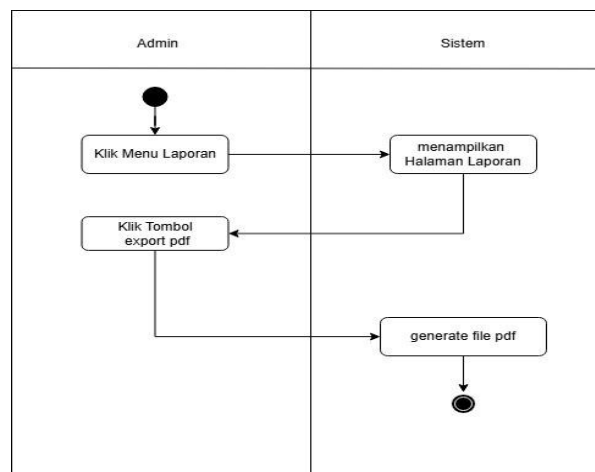 Admin
Sistem
Klik Menu Laporan
menampilkan
Halaman Laporan
Klik Tombol
export pdf
generate file pdf